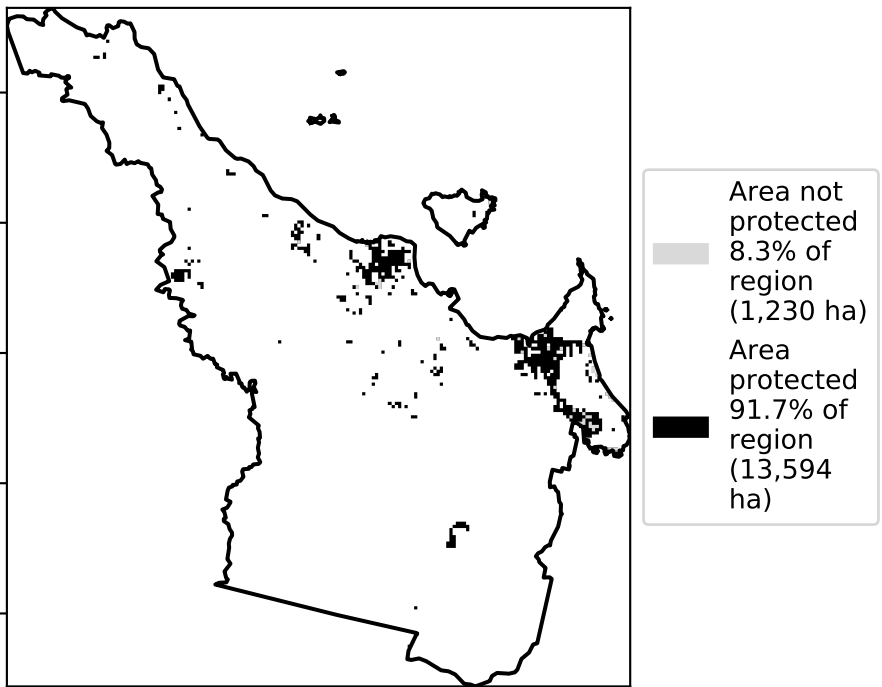 Area not
protected
8.3% of
region
(1,230 ha)
Area
protected
91.7% of
region
(13,594
ha)